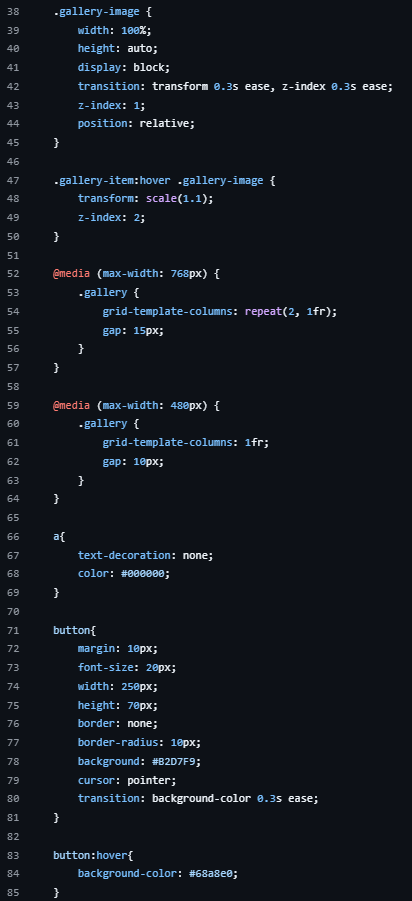 38 .gallery-image {
39 width: 100%;
40 height: auto;
41 display: block;
42 transition: transform 0.3s ease, z-index 0.3s ease;
43 z-index: 1;
44 position: relative;
45 }
46
47 .gallery-item:hover .gallery-image {
48 transform: scale(1.1);
49 z-index: 2;
50 }
51
52 @media (max-width: 768px) {
53 .gallery {
54 grid-template-columns: repeat(2, 1fr);
55 gap: 15px;
56 }
57 }
58
59 @media (max-width: 480px) {
60 .gallery {
61 grid-template-columns: 1fr;
62 gap: 10px;
63 }
64 }
65
66 a{
67 text-decoration: none;
68 color: #000000;
69 }
70
71 button{
72 margin: 10px;
73 font-size: 20px;
74 width: 250px;
75 height: 70px;
76 border: none;
77 border-radius: 10px;
78 background: #B2D7F9;
79 cursor: pointer;
80 transition: background-color 0.3s ease;
81 }
82
83 button:hover{
84 background-color: #68a8e0;
85 }